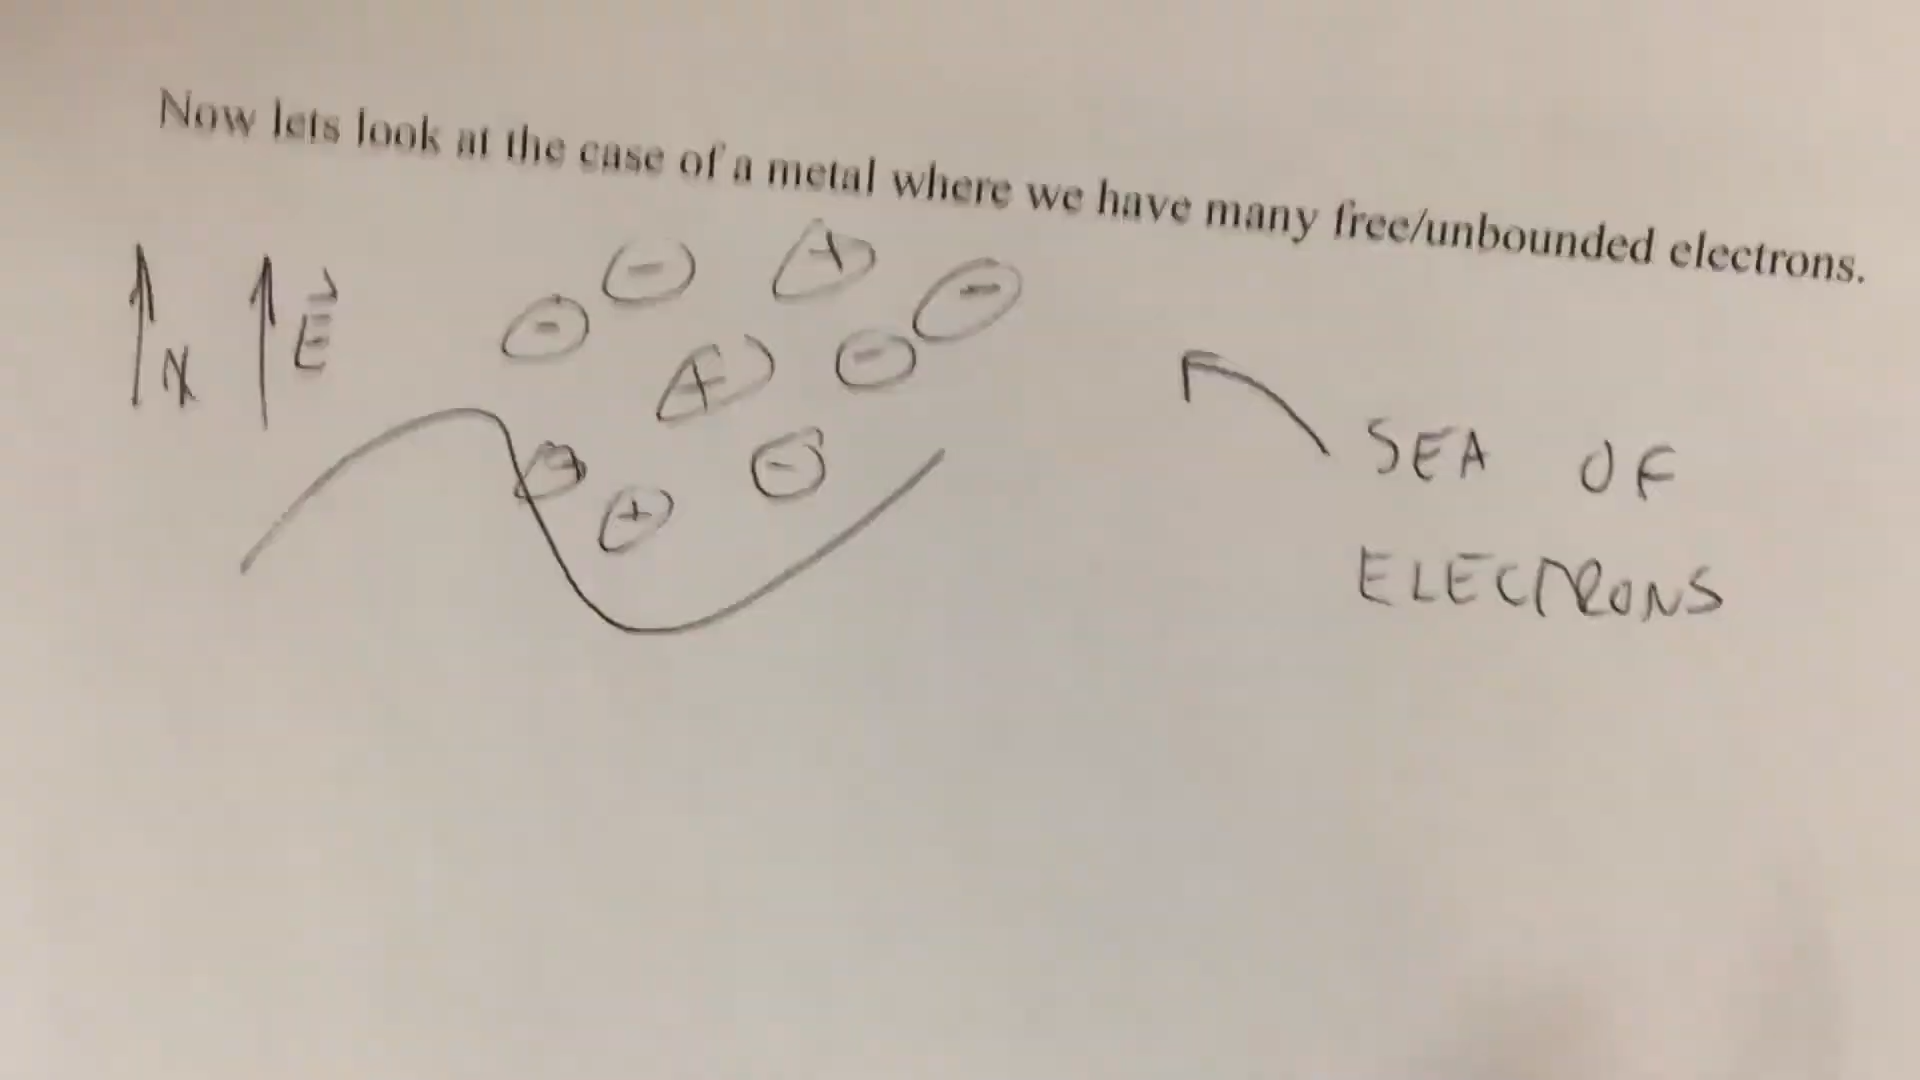 Now lets look at the case of a metal where we have many free/unbounded electrons.
x E⃗
- + -
- + -
+ + -
SEA OF
ELECTRONS